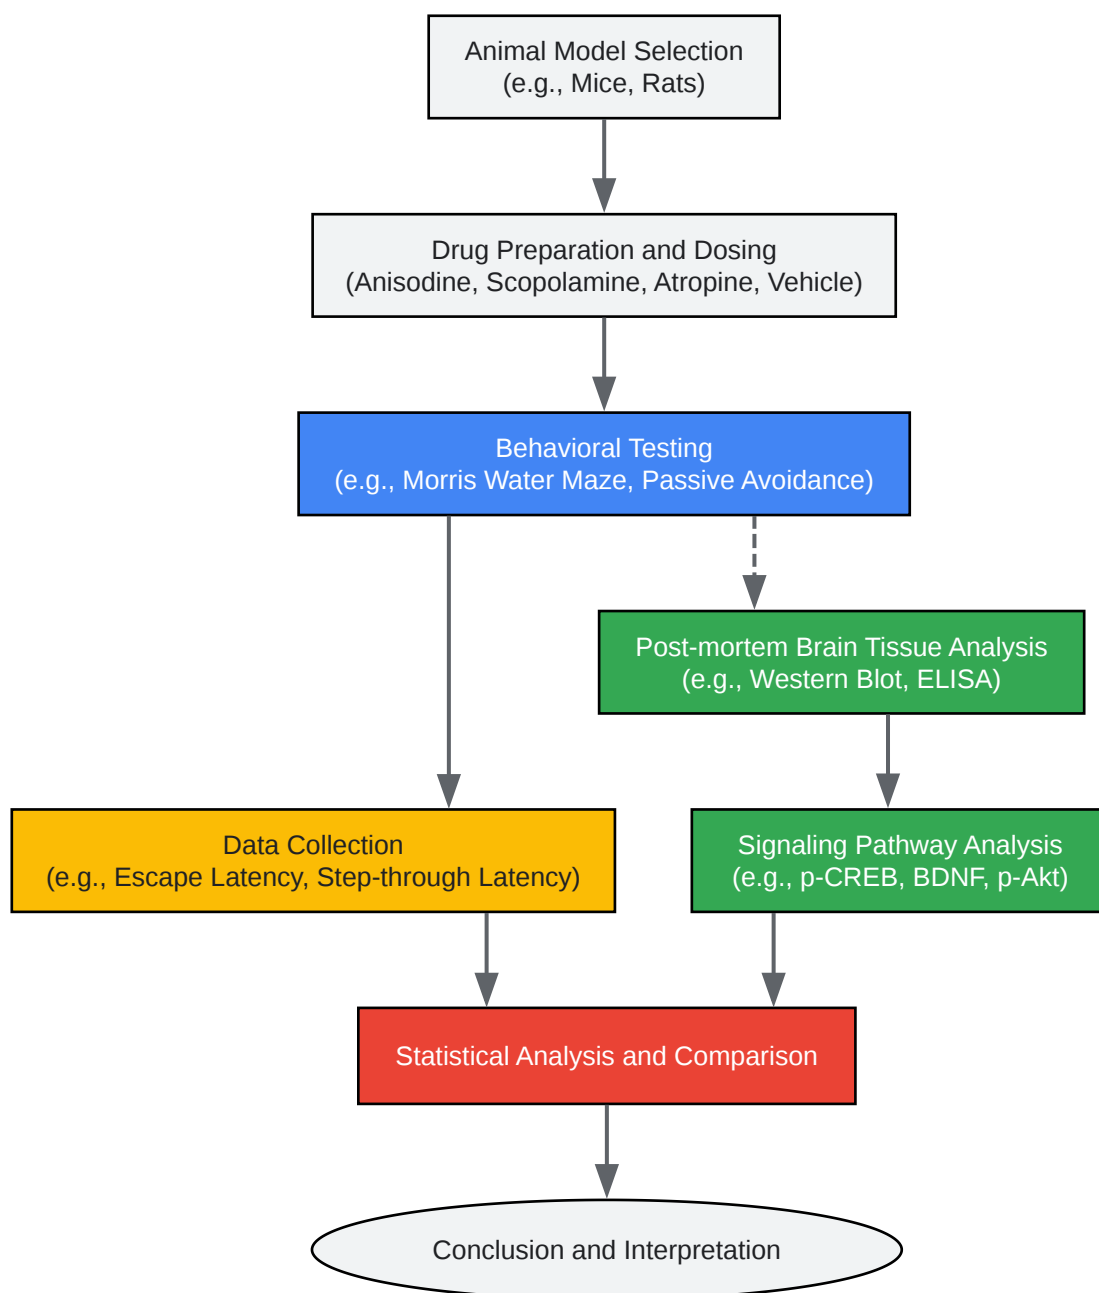 Animal Model Selection
(e.g., Mice, Rats)
Drug Preparation and Dosing
(Anisodine, Scopolamine, Atropine, Vehicle)
Behavioral Testing
(e.g., Morris Water Maze, Passive Avoidance)
Post-mortem Brain Tissue Analysis
(e.g., Western Blot, ELISA)
Data Collection
(e.g., Escape Latency, Step-through Latency)
Signaling Pathway Analysis
(e.g., p-CREB, BDNF, p-Akt)
Statistical Analysis and Comparison
Conclusion and Interpretation